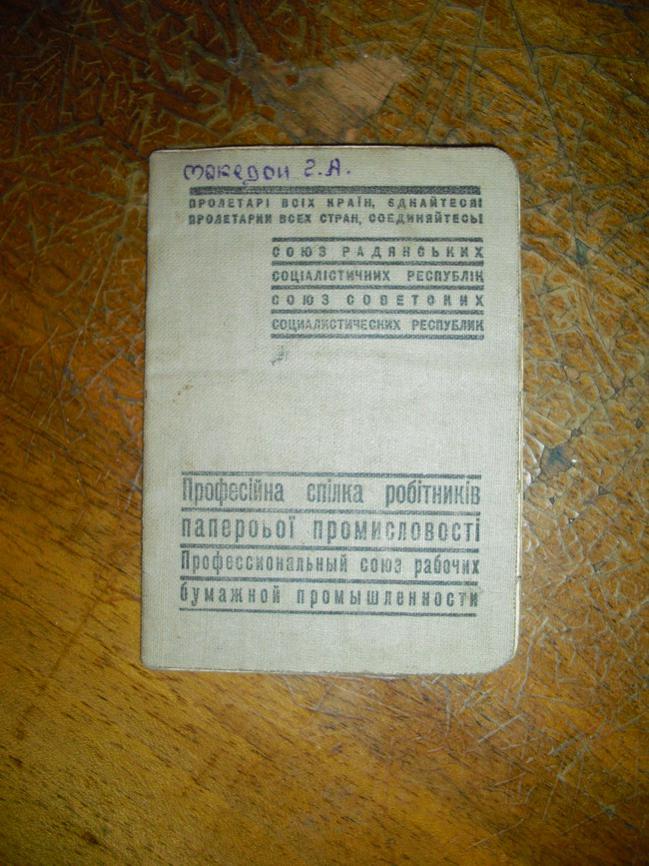 Македон Г.А.
ПРОЛЕТАРІ ВСІХ КРАЇН, ЄДНАЙТЕСЯ!
ПРОЛЕТАРИИ ВСЕХ СТРАН, СОЕДИНЯЙТЕСЬ!
СОЮЗ РАДЯНСЬКИХ
СОЦІАЛІСТИЧНИХ РЕСПУБЛІК
СОЮЗ СОВЕТСКИХ
СОЦИАЛИСТИЧЕСКИХ РЕСПУБЛИК
Професійна спілка робітників
паперової промисловості
Профессиональный союз рабочих
бумажной промышленности